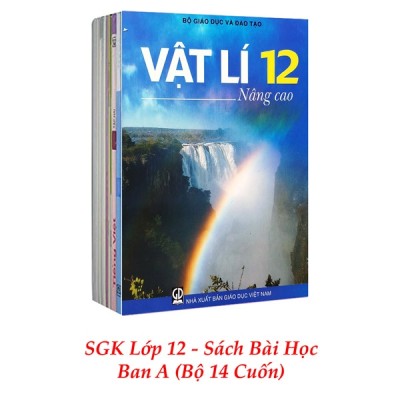 BỘ GIÁO DỤC VÀ ĐÀO TẠO
VẬT LÍ 12
Nâng cao
NHÀ XUẤT BẢN GIÁO DỤC VIỆT NAM
SGK Lớp 12 - Sách Bài Học
Ban A (Bộ 14 Cuốn)